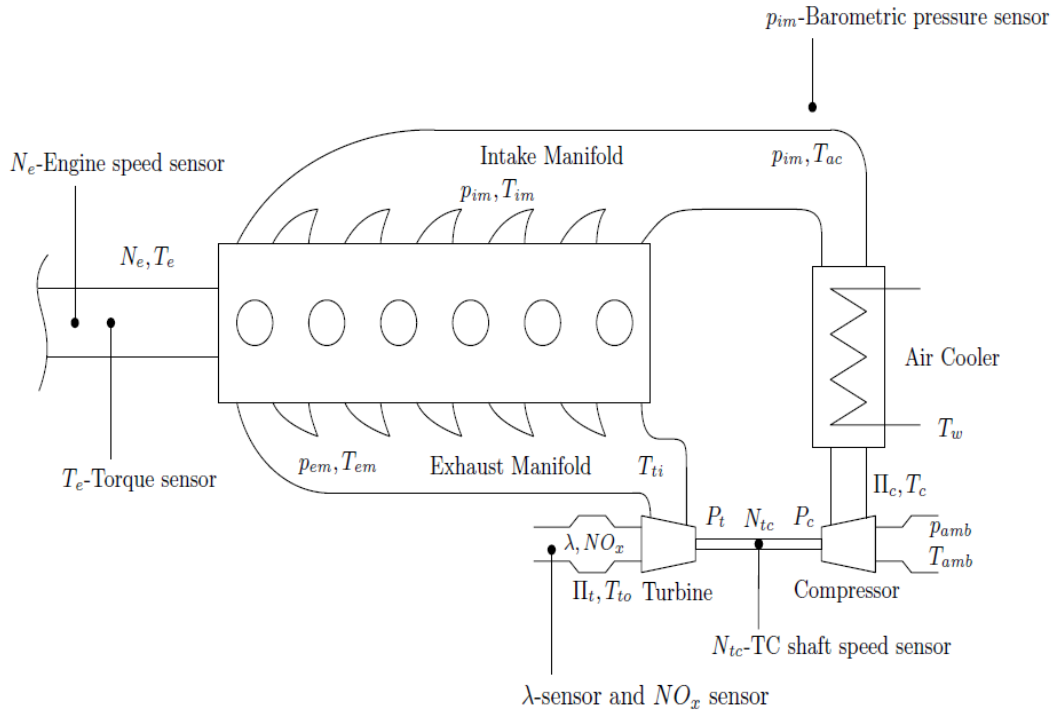 p_im-Barometric pressure sensor
N_e-Engine speed sensor
Intake Manifold
p_im, T_ac
p_im, T_im
N_e, T_e
Air Cooler
T_w
p_em, T_em
Exhaust Manifold
T_ti
T_e-Torque sensor
Π_c, T_c
P_t
N_tc
P_c
p_amb
λ, NO_x
T_amb
Π_t, T_to
Turbine
Compressor
N_tc-TC shaft speed sensor
λ-sensor and NO_x sensor